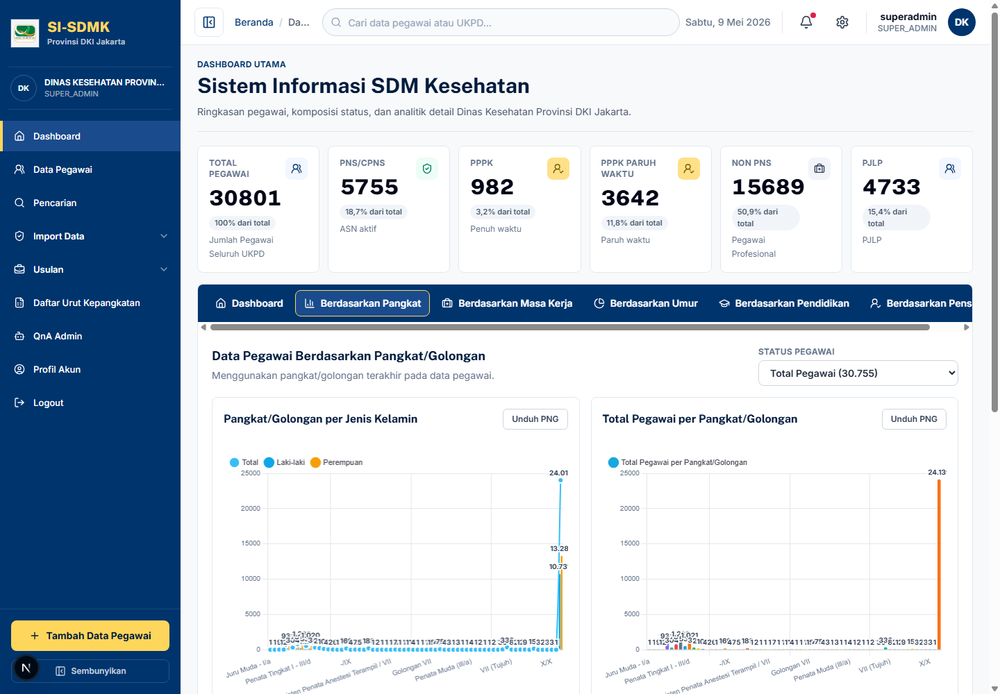 SI-SDMK
Provinsi DKI Jakarta
DK
DINAS KESEHATAN PROVIN...
SUPER_ADMIN
Dashboard
Data Pegawai
Pencarian
Import Data
Usulan
Daftar Urut Kepangkatan
QnA Admin
Profil Akun
Logout
+ Tambah Data Pegawai
N
Sembunyikan
Beranda / Da...
Cari data pegawai atau UKPD...
Sabtu, 9 Mei 2026
superadmin
SUPER_ADMIN
DK
DASHBOARD UTAMA
Sistem Informasi SDM Kesehatan
Ringkasan pegawai, komposisi status, dan analitik detail Dinas Kesehatan Provinsi DKI Jakarta.
TOTAL PEGAWAI
30801
100% dari total
Jumlah Pegawai
Seluruh UKPD
PNS/CPNS
5755
18,7% dari total
ASN aktif
PPPK
982
3,2% dari total
Penuh waktu
PPPK PARUH WAKTU
3642
11,8% dari total
Paruh waktu
NON PNS
15689
50,9% dari total
Pegawai
Profesional
PJLP
4733
15,4% dari total
PJLP
Dashboard
Berdasarkan Pangkat
Berdasarkan Masa Kerja
Berdasarkan Umur
Berdasarkan Pendidikan
Berdasarkan Pens
Data Pegawai Berdasarkan Pangkat/Golongan
Menggunakan pangkat/golongan terakhir pada data pegawai.
STATUS PEGAWAI
Total Pegawai (30.755)
Pangkat/Golongan per Jenis Kelamin
Unduh PNG
Total
Laki-laki
Perempuan
25000
20000
15000
10000
5000
0
24.01
13.28
10.73
Juru Muda - I/a
Penata Tingkat I - III/d
-/IX
sten Penata Anestesi Terampil / VII
Golongan VII
Penata Muda (III/a)
VII (Tujuh)
X/X
Total Pegawai per Pangkat/Golongan
Unduh PNG
Total Pegawai per Pangkat/Golongan
25000
20000
15000
10000
5000
0
24.13
Juru Muda - I/a
Penata Tingkat I - III/d
-/IX
sten Penata Anestesi Terampil / VII
Golongan VII
Penata Muda (III/a)
VII (Tujuh)
X/X